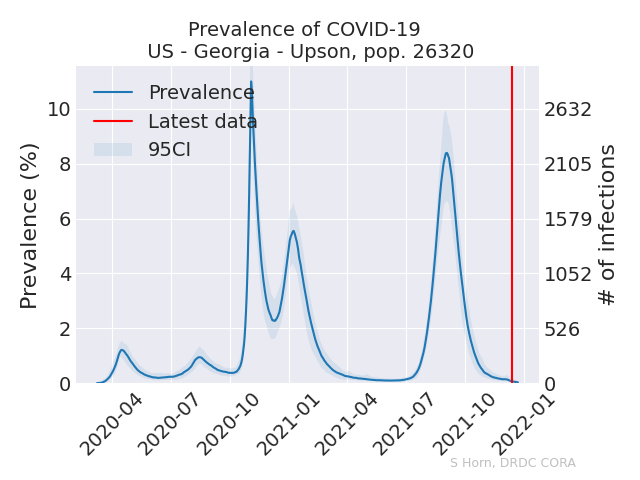 Prevalence of COVID-19
US - Georgia - Upson, pop. 26320
Prevalence
Latest data
95CI
Prevalence (%)
10
8
6
4
2
0
2632
2105
1579
1052
526
0
# of infections
2020-04
2020-07
2020-10
2021-01
2021-04
2021-07
2021-10
2022-01
S Horn, DRDC CORA